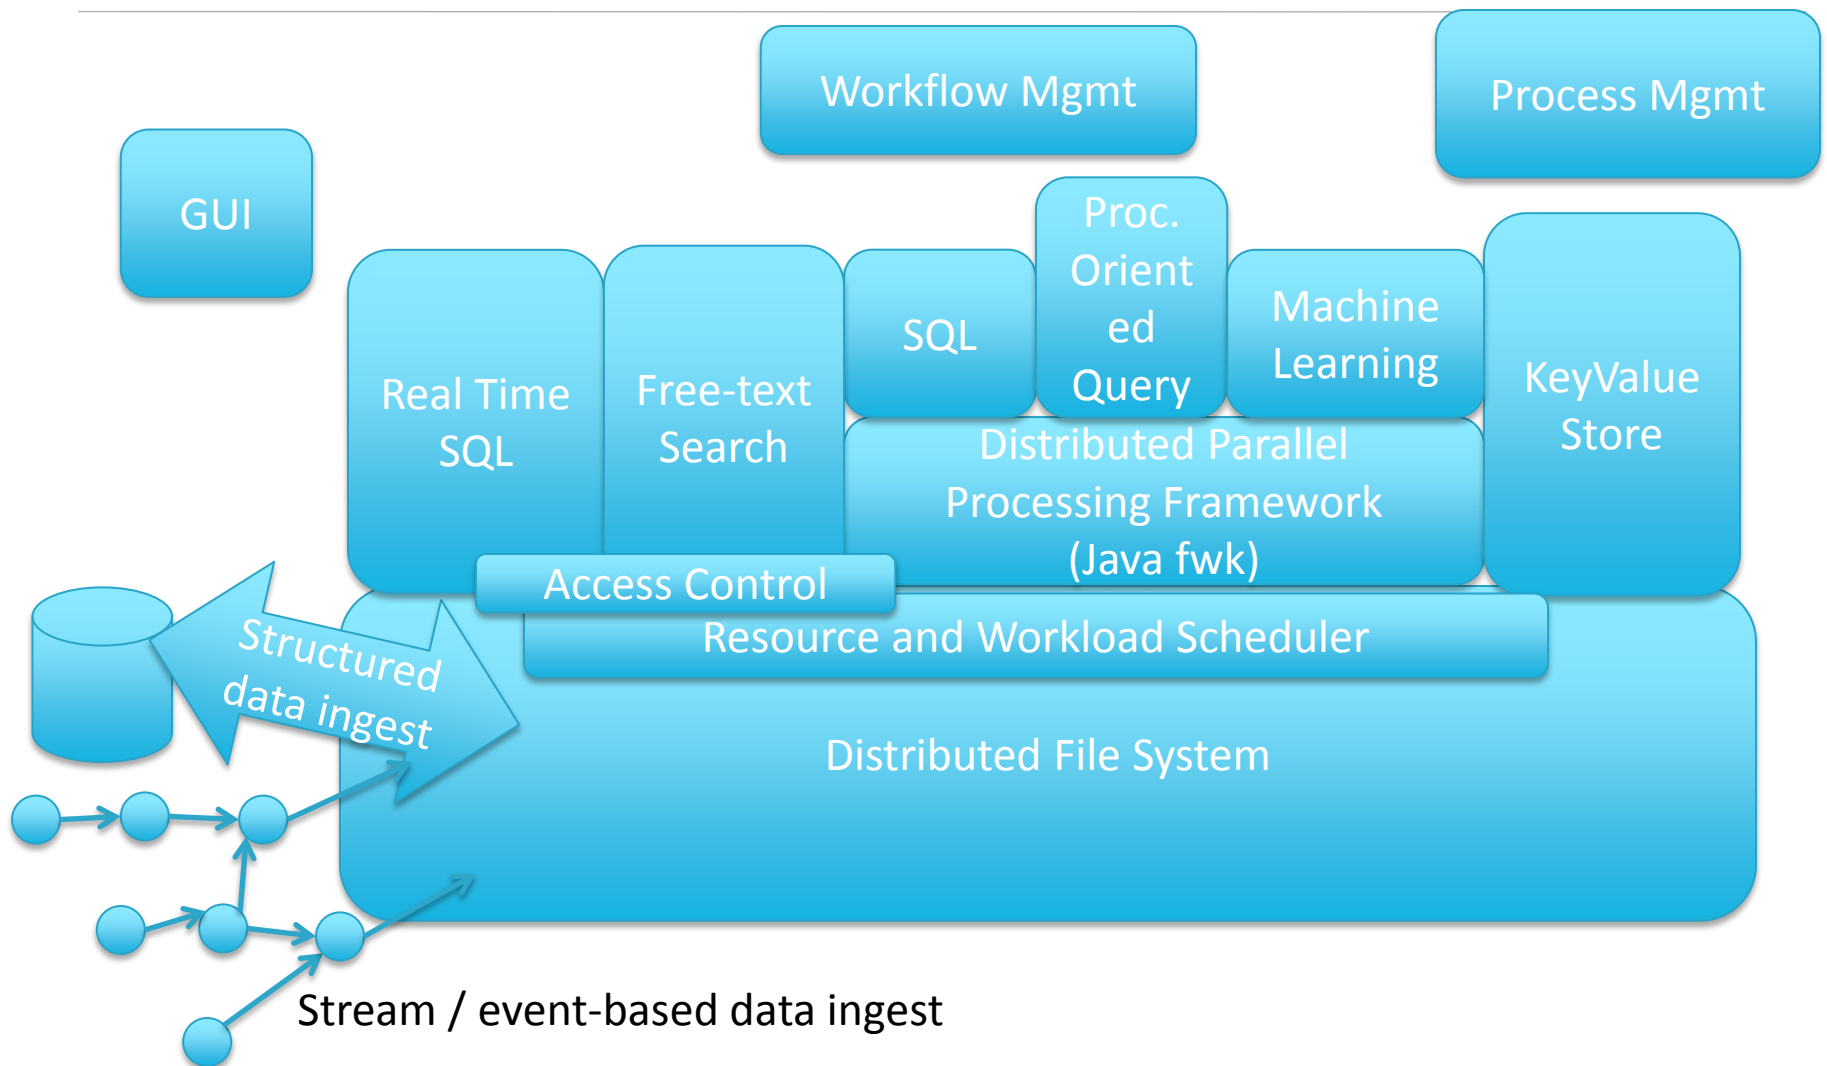 Workflow Mgmt
Process Mgmt
GUI
Real Time
SQL
Free-text
Search
SQL
Proc.
Orient
ed
Query
Machine
Learning
KeyValue
Store
Distributed Parallel
Processing Framework
(Java fwk)
Access Control
Resource and Workload Scheduler
Structured
data ingest
Distributed File System
Stream / event-based data ingest